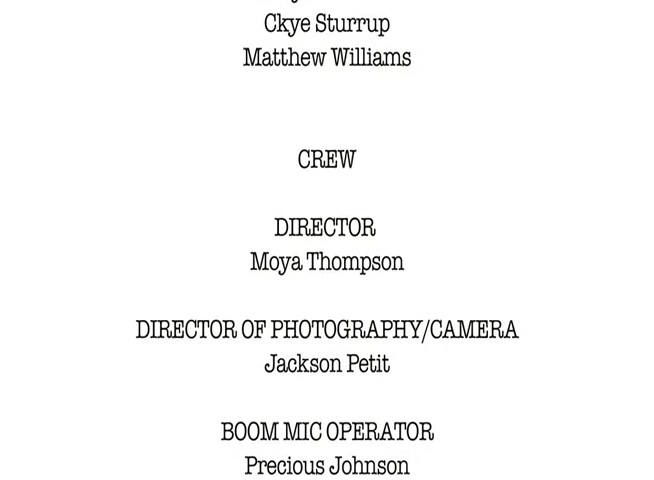 Ckye Sturrup
Matthew Williams
CREW
DIRECTOR
Moya Thompson
DIRECTOR OF PHOTOGRAPHY/CAMERA
Jackson Petit
BOOM MIC OPERATOR
Precious Johnson